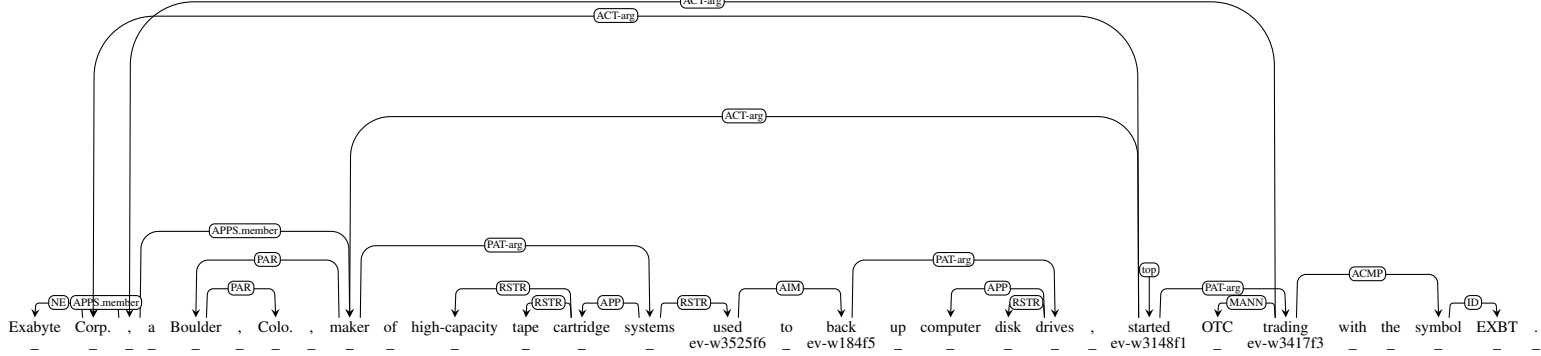 ACT-arg
ACT-arg
ACT-arg
APPS.member
PAT-arg
PAR
PAT-arg
top
ACMP
PAR
RSTR
AIM
APP
PAT-arg
NE
APPS.member
RSTR
APP
RSTR
RSTR
MANN
ID
Exabyte Corp. , a Boulder , Colo. , maker of high-capacity tape cartridge systems used to back up computer disk drives , started OTC trading with the symbol EXBT .
_ _ _ _ _ _ _ _ _ _ _ _ _ _ ev-w3525f6 _ ev-w184f5 _ _ _ _ _ ev-w3148f1 _ ev-w3417f3 _ _ _ _ _